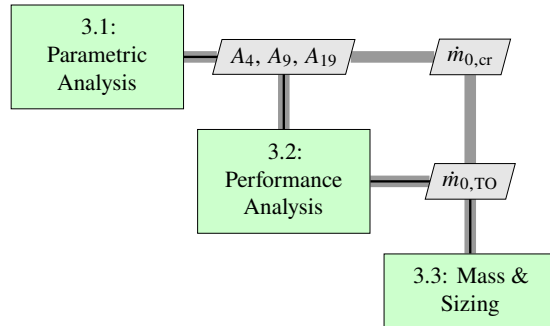 3.1:
Parametric
Analysis
A₄, A₉, A₁₉
ṁ₀,cr
3.2:
Performance
Analysis
ṁ₀,TO
3.3: Mass &
Sizing